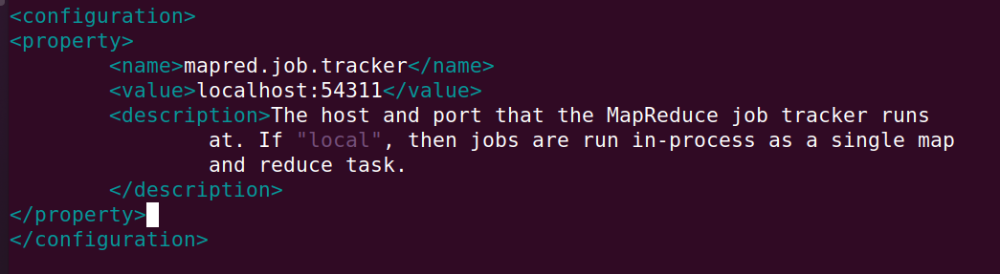 <configuration>
<property>
<name>mapred.job.tracker</name>
<value>localhost:54311</value>
<description>The host and port that the MapReduce job tracker runs
at. If "local", then jobs are run in-process as a single map
and reduce task.
</description>
</property>
</configuration>